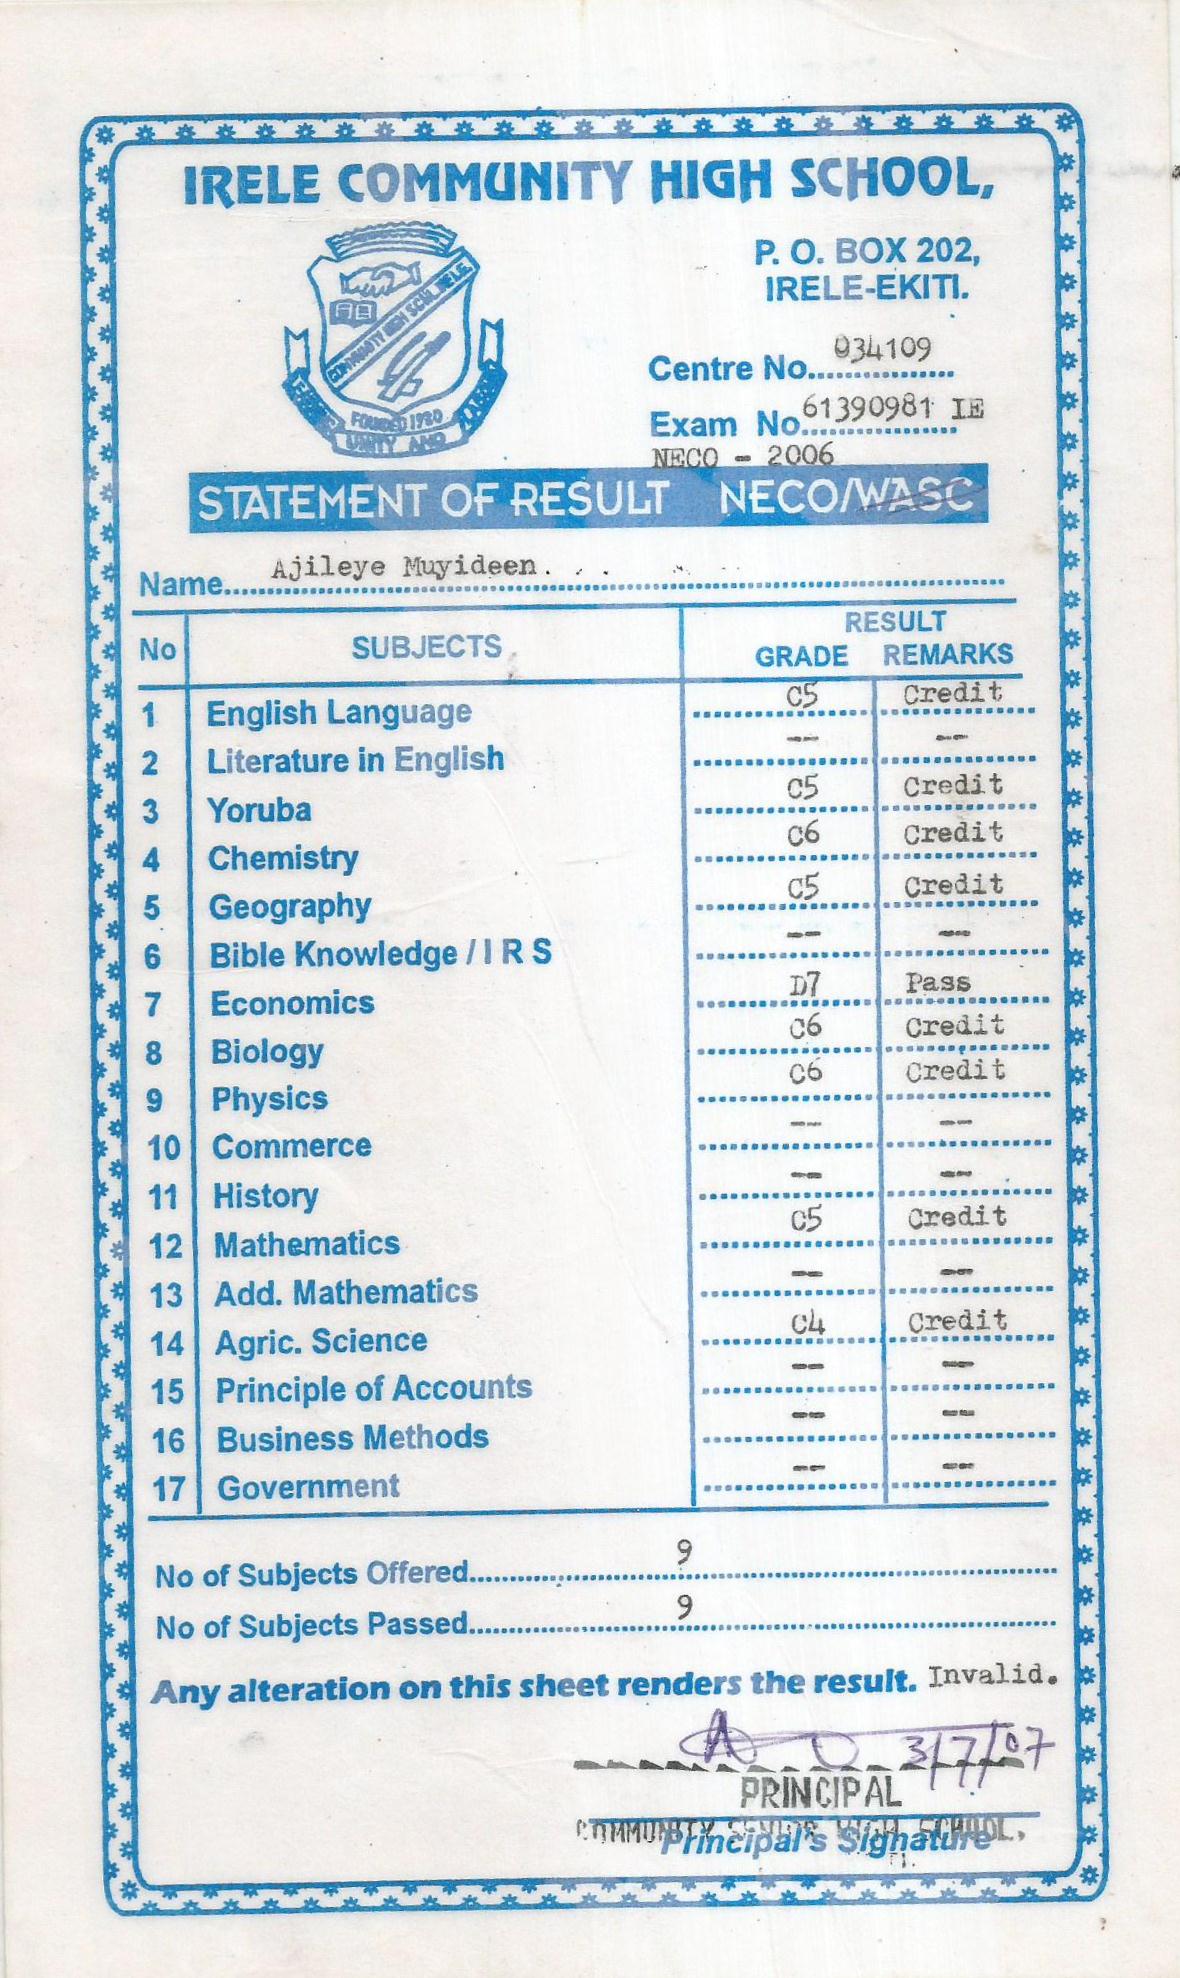 IRELE COMMUNITY HIGH SCHOOL,
P. O. BOX 202,
IRELE-EKITI.
COMMUNITY HIGH SCHL IRELE
FOUNDED 1980
UNITY AND
Centre No. 034109
Exam No. 61390981 IE
NECO - 2006
STATEMENT OF RESULT NECO/WASC
Name Ajileye Muyideen
No SUBJECTS RESULT
GRADE REMARKS
1 English Language C5 Credit
2 Literature in English -- --
3 Yoruba C5 Credit
4 Chemistry C6 Credit
5 Geography C5 Credit
6 Bible Knowledge / I R S -- --
7 Economics D7 Pass
8 Biology C6 Credit
9 Physics C6 Credit
10 Commerce -- --
11 History -- --
12 Mathematics C5 Credit
13 Add. Mathematics -- --
14 Agric. Science C4 Credit
15 Principle of Accounts -- --
16 Business Methods -- --
17 Government -- --
No of Subjects Offered 9
No of Subjects Passed 9
Any alteration on this sheet renders the result. Invalid.
3/7/07
PRINCIPAL
COMMUNITY SENIOR HIGH SCHOOL,
Principal's Signature